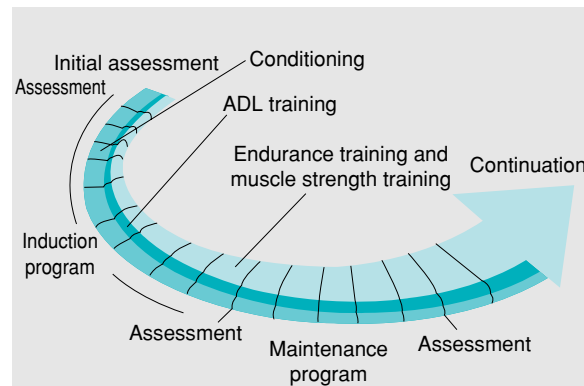 Initial assessment
Conditioning
Assessment
ADL training
Endurance training and
muscle strength training
Continuation
Induction
program
Assessment
Maintenance
program
Assessment